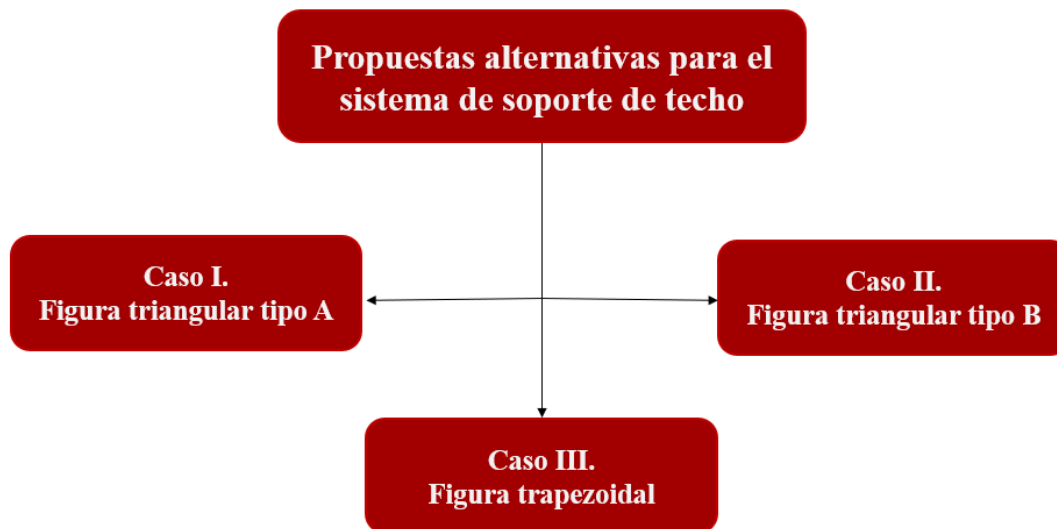 Propuestas alternativas para el
sistema de soporte de techo
Caso I.
Figura triangular tipo A
Caso II.
Figura triangular tipo B
Caso III.
Figura trapezoidal